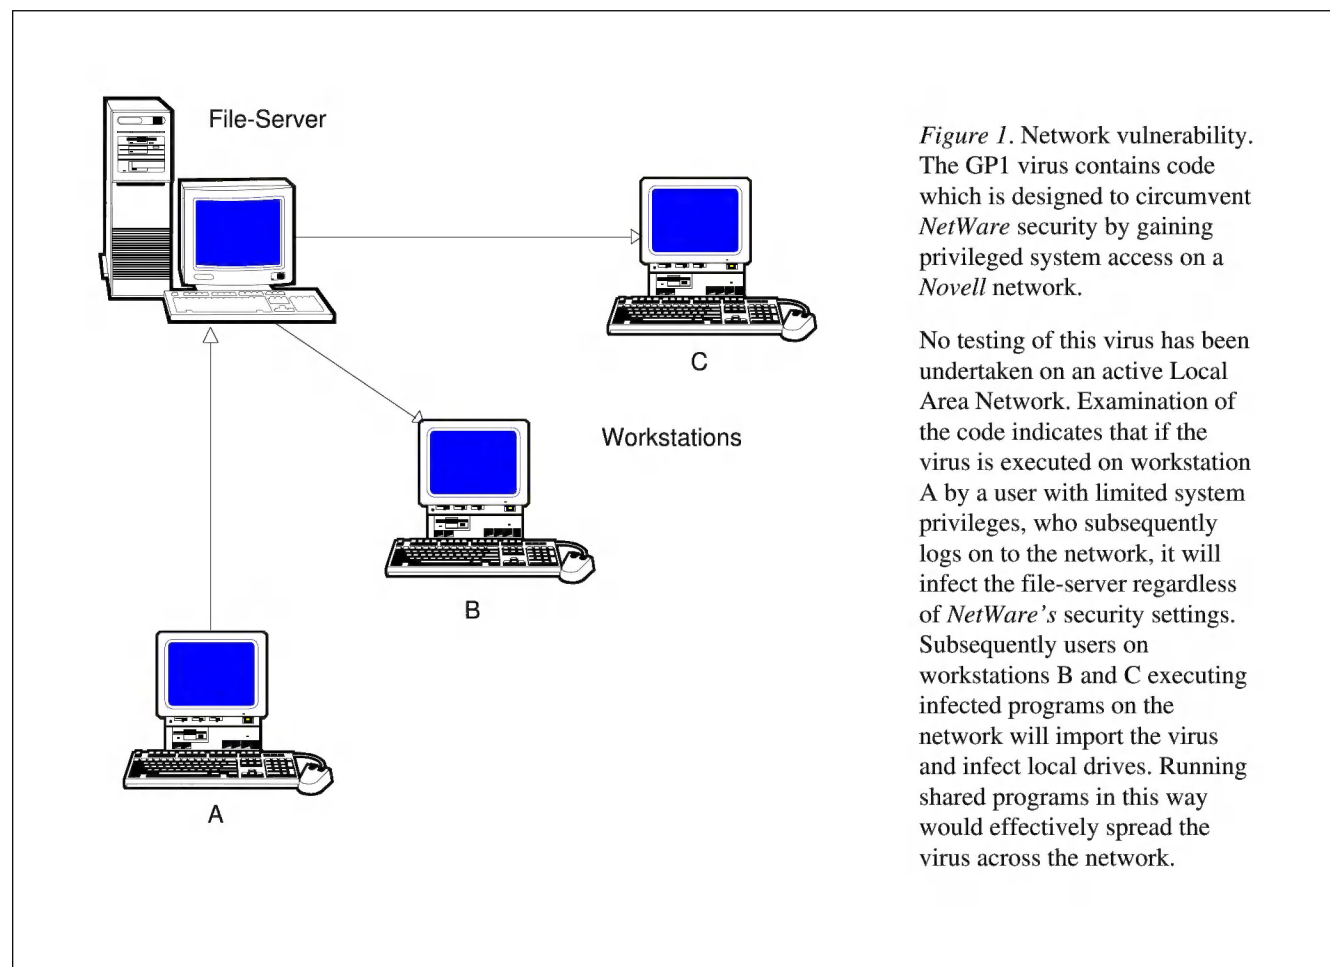 File-Server
C
Workstations
B
A
Figure 1. Network vulnerability.
The GP1 virus contains code
which is designed to circumvent
NetWare security by gaining
privileged system access on a
Novell network.
No testing of this virus has been
undertaken on an active Local
Area Network. Examination of
the code indicates that if the
virus is executed on workstation
A by a user with limited system
privileges, who subsequently
logs on to the network, it will
infect the file-server regardless
of NetWare's security settings.
Subsequently users on
workstations B and C executing
infected programs on the
network will import the virus
and infect local drives. Running
shared programs in this way
would effectively spread the
virus across the network.